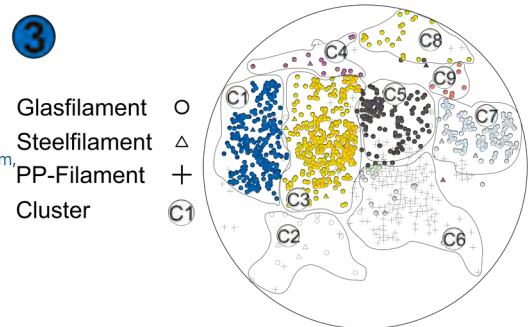 3
C8
C4
C9
C1
C5
Glasfilament
C7
Steelfilament
m,
PP-Filament
C3
Cluster C1
C2
C6